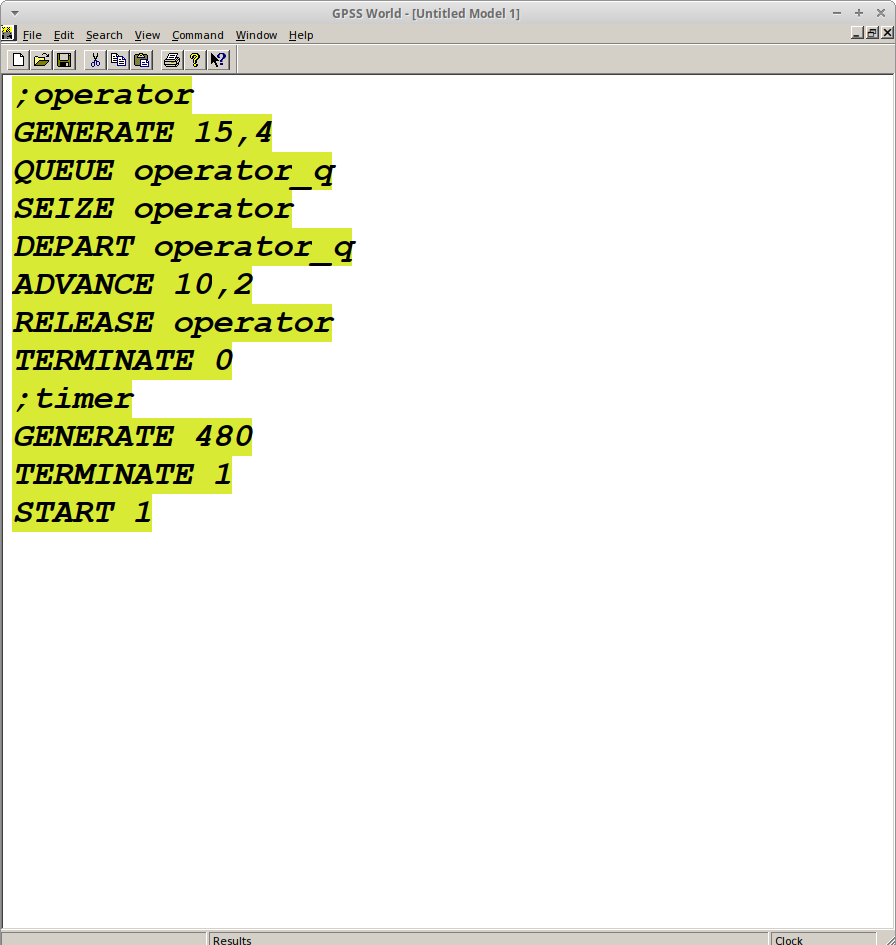 GPSS World - [Untitled Model 1]
File Edit Search View Command Window Help
;operator
GENERATE 15,4
QUEUE operator_q
SEIZE operator
DEPART operator_q
ADVANCE 10,2
RELEASE operator
TERMINATE 0
;timer
GENERATE 480
TERMINATE 1
START 1
Results Clock